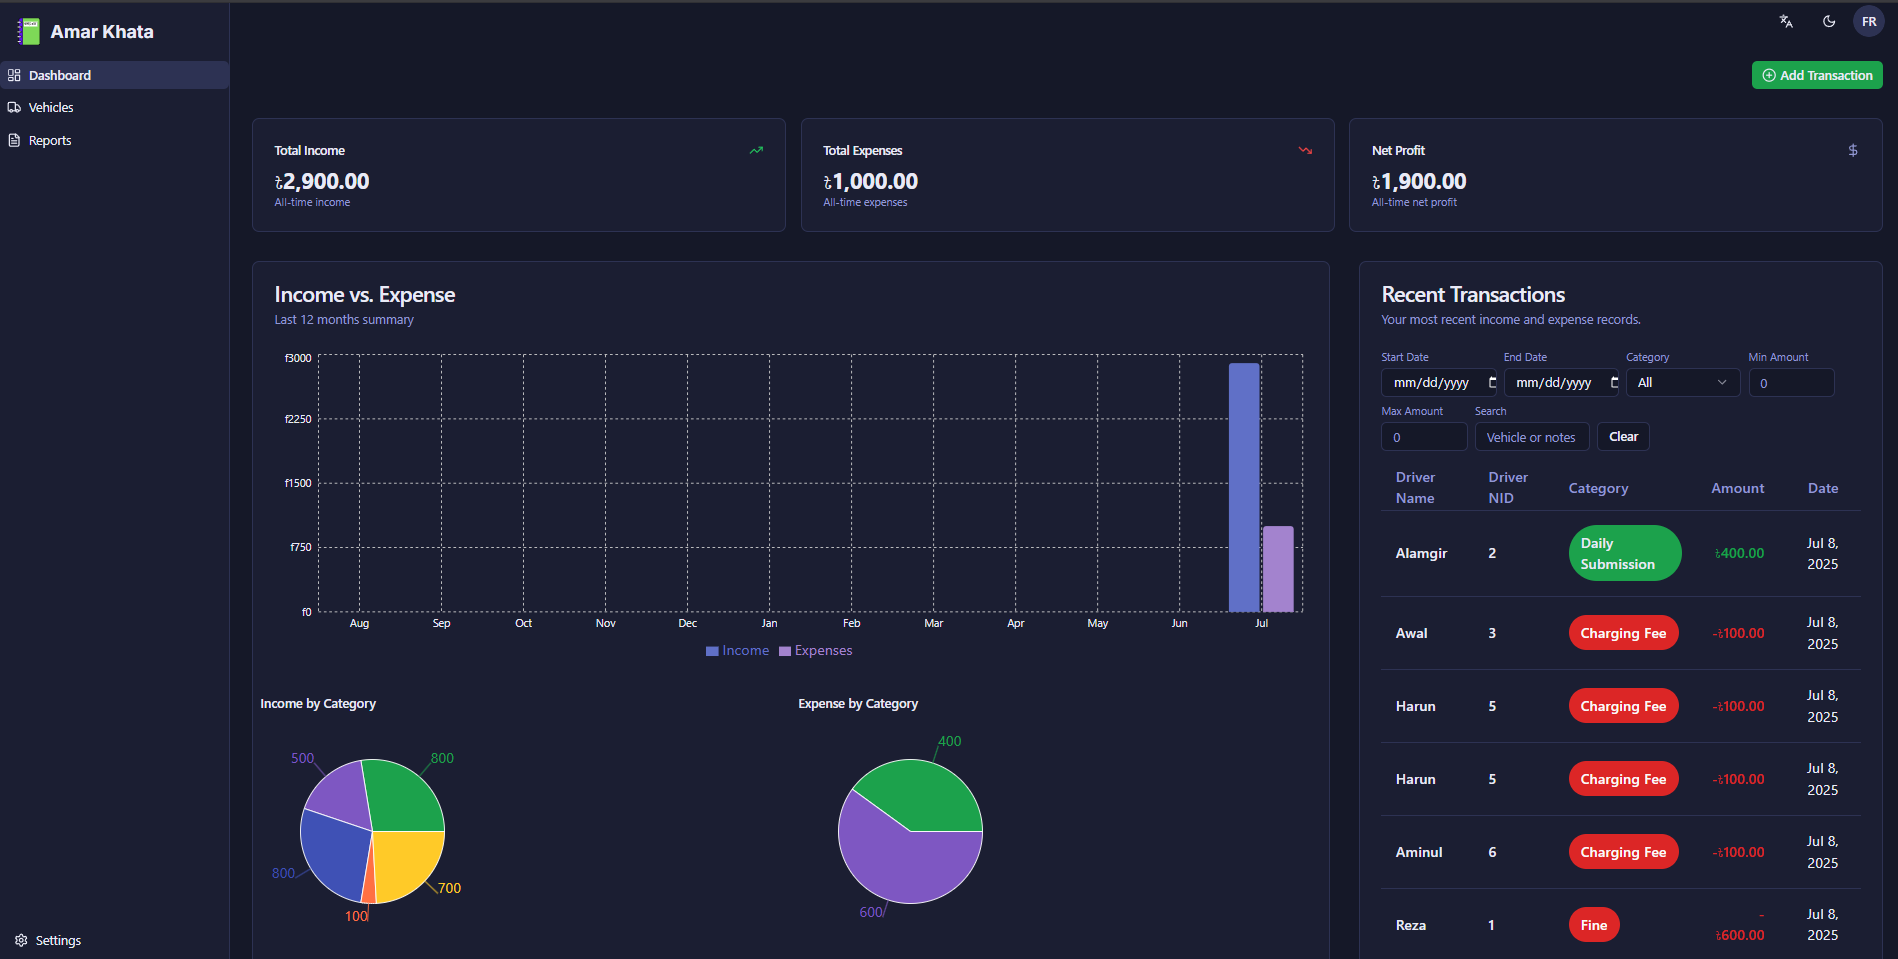 Amar Khata
FR
Dashboard
Vehicles
Reports
Settings
Add Transaction
Total Income
৳2,900.00
All-time income
Total Expenses
৳1,000.00
All-time expenses
Net Profit
$
৳1,900.00
All-time net profit
Income vs. Expense
Last 12 months summary
f3000
f2250
f1500
f750
f0
Aug Sep Oct Nov Dec Jan Feb Mar Apr May Jun Jul
Income Expenses
Income by Category
500
800
800
700
100
Expense by Category
400
600
Recent Transactions
Your most recent income and expense records.
Start Date End Date Category Min Amount
mm/dd/yyyy mm/dd/yyyy All 0
Max Amount Search
0 Vehicle or notes Clear
Driver Name Driver NID Category Amount Date
Alamgir 2 Daily Submission ৳400.00 Jul 8, 2025
Awal 3 Charging Fee -৳100.00 Jul 8, 2025
Harun 5 Charging Fee -৳100.00 Jul 8, 2025
Harun 5 Charging Fee -৳100.00 Jul 8, 2025
Aminul 6 Charging Fee -৳100.00 Jul 8, 2025
Reza 1 Fine -৳600.00 Jul 8, 2025